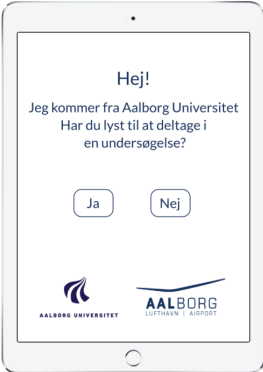 Hej!
Jeg kommer fra Aalborg Universitet
Har du lyst til at deltage i
en undersøgelse?
Ja
Nej
AALBORG UNIVERSITET
AALBORG
LUFTHAVN | AIRPORT